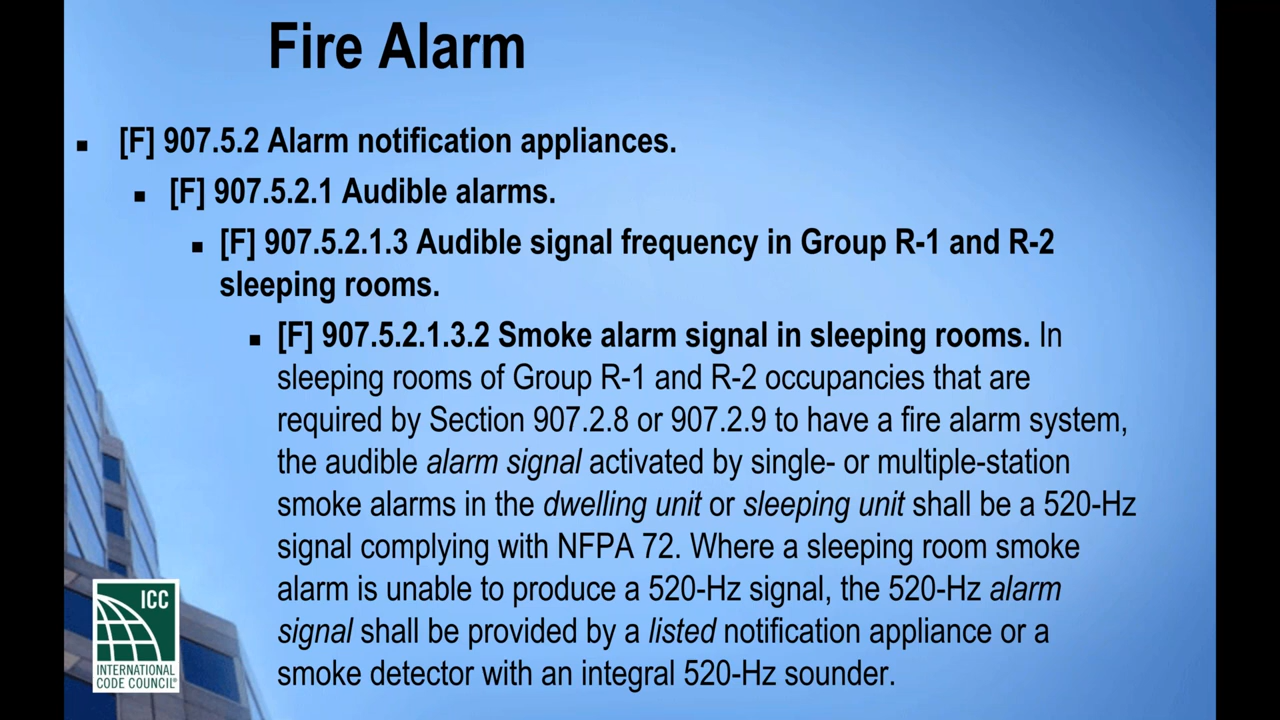 Fire Alarm
[F] 907.5.2 Alarm notification appliances.
[F] 907.5.2.1 Audible alarms.
[F] 907.5.2.1.3 Audible signal frequency in Group R-1 and R-2
sleeping rooms.
[F] 907.5.2.1.3.2 Smoke alarm signal in sleeping rooms. In
sleeping rooms of Group R-1 and R-2 occupancies that are
required by Section 907.2.8 or 907.2.9 to have a fire alarm system,
the audible alarm signal activated by single- or multiple-station
smoke alarms in the dwelling unit or sleeping unit shall be a 520-Hz
signal complying with NFPA 72. Where a sleeping room smoke
alarm is unable to produce a 520-Hz signal, the 520-Hz alarm
signal shall be provided by a listed notification appliance or a
smoke detector with an integral 520-Hz sounder.
ICC
INTERNATIONAL
CODE COUNCIL®